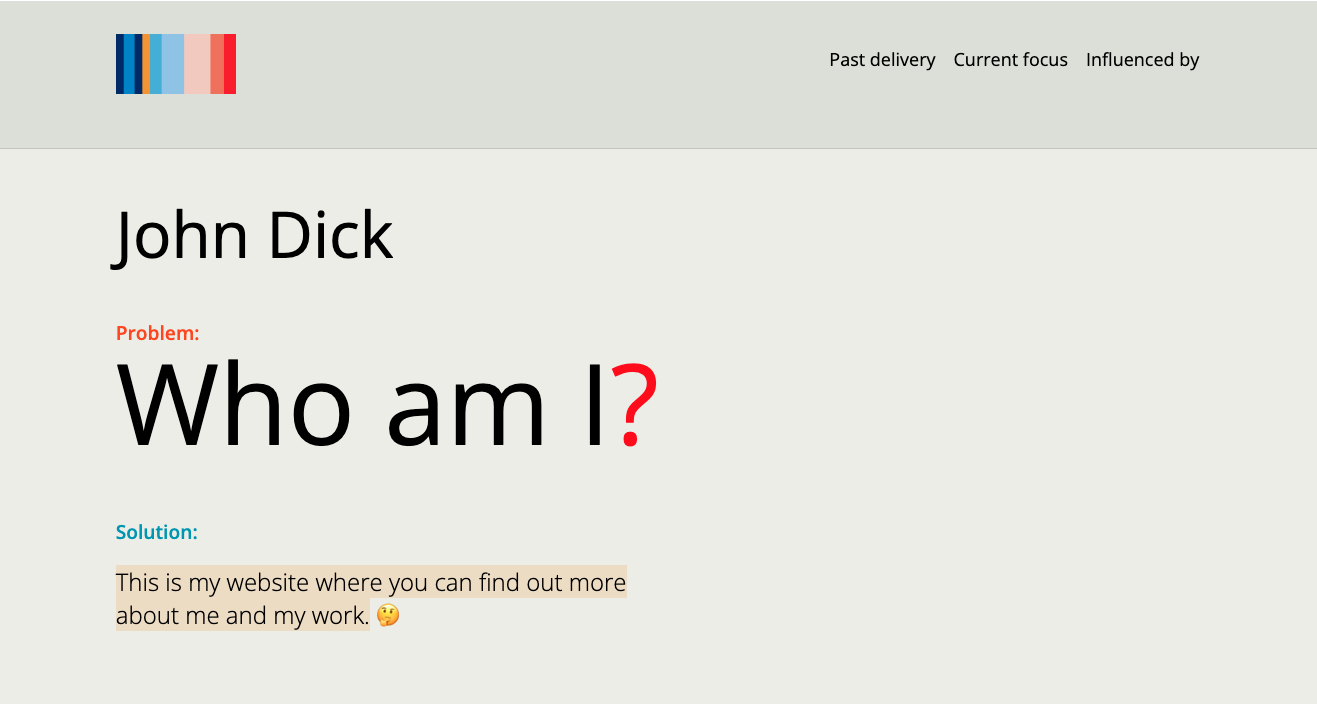 Past delivery Current focus Influenced by
John Dick
Problem:
Who am I?
Solution:
This is my website where you can find out more
about me and my work. 🤔